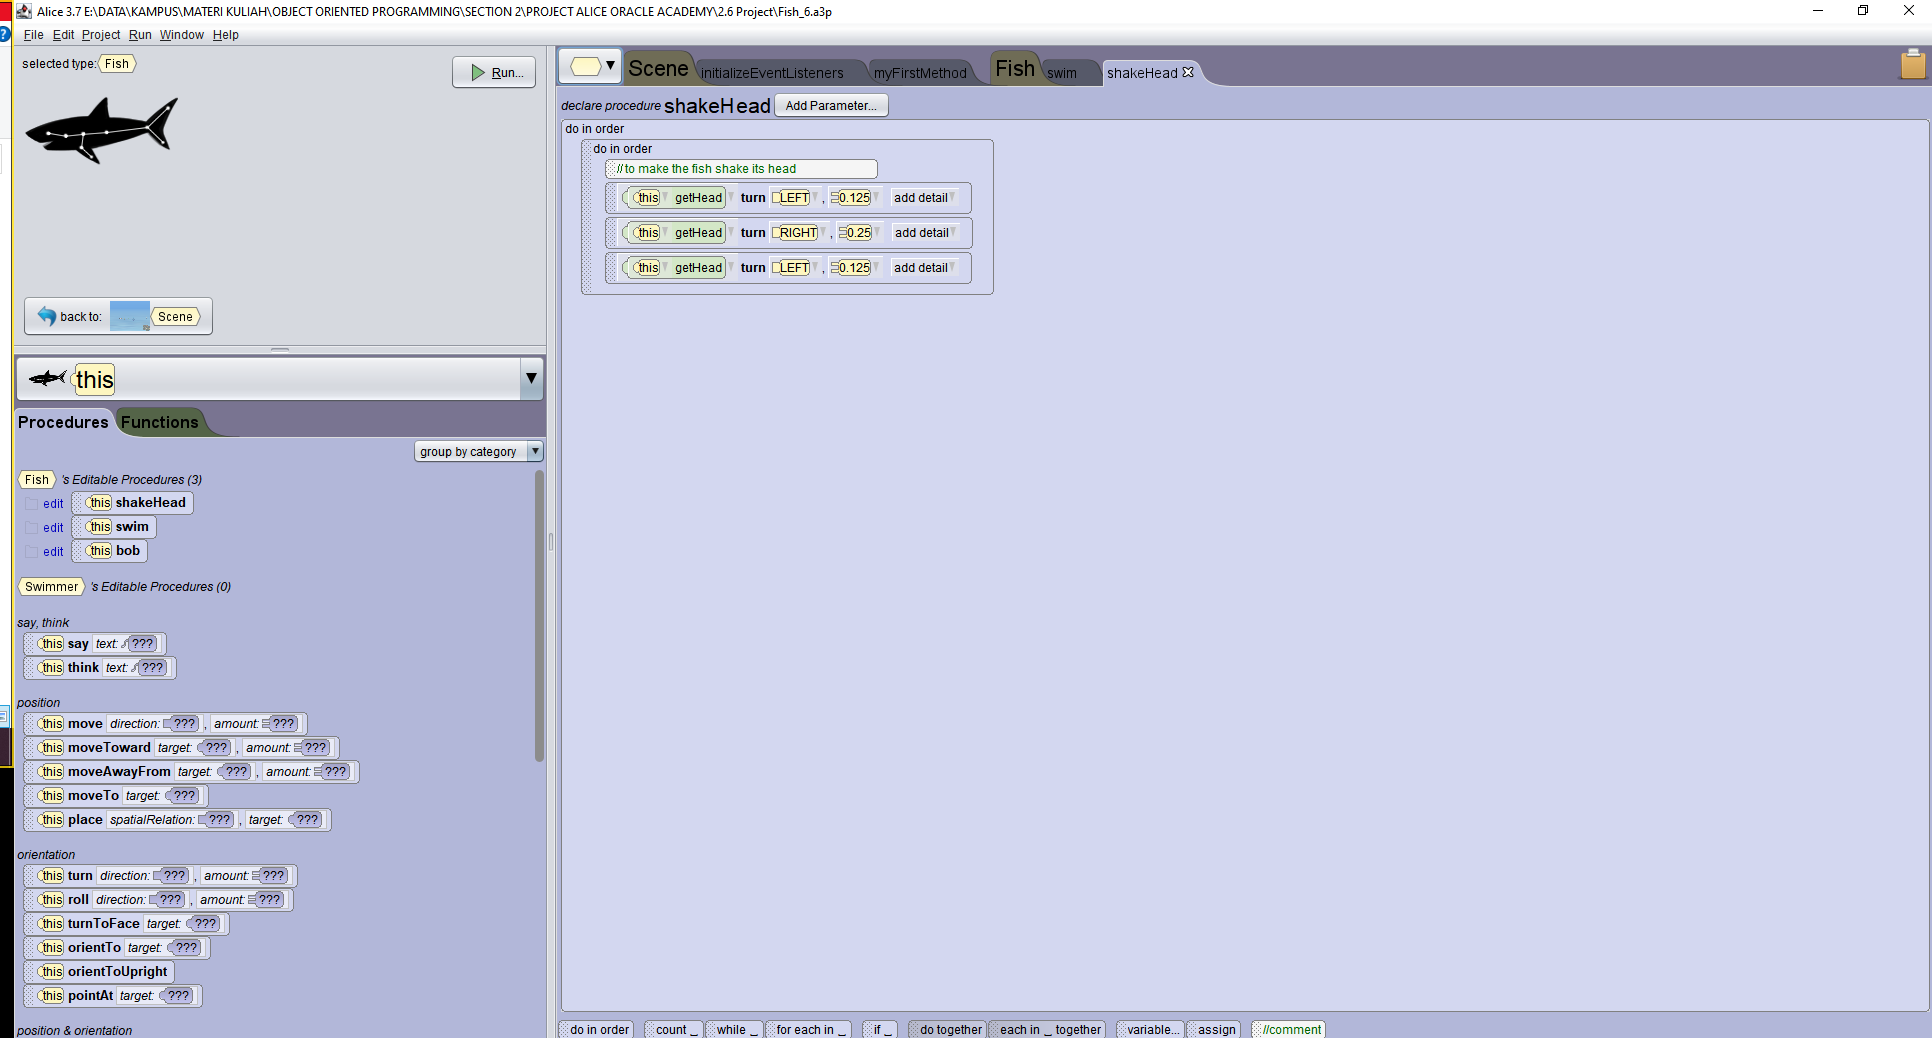 Alice 3.7 E:\DATA\KAMPUS\MATERI KULIAH\OBJECT ORIENTED PROGRAMMING\SECTION 2\PROJECT ALICE ORACLE ACADEMY\2.6 Project\Fish_6.a3p
File Edit Project Run Window Help
selected type: Fish
Run...
back to: Scene
this
Procedures Functions
group by category
Fish 's Editable Procedures (3)
edit this shakeHead
edit this swim
edit this bob
Swimmer 's Editable Procedures (0)
say, think
this say text: ???
this think text: ???
position
this move direction: ??? , amount: ???
this moveToward target: ??? , amount: ???
this moveAwayFrom target: ??? , amount: ???
this moveTo target: ???
this place spatialRelation: ??? , target: ???
orientation
this turn direction: ??? , amount: ???
this roll direction: ??? , amount: ???
this turnToFace target: ???
this orientTo target: ???
this orientToUpright
this pointAt target: ???
position & orientation
Scene initializeEventListeners myFirstMethod Fish swim shakeHead
declare procedure shakeHead Add Parameter...
do in order
do in order
//to make the fish shake its head
this getHead turn LEFT , 0.125 add detail
this getHead turn RIGHT , 0.25 add detail
this getHead turn LEFT , 0.125 add detail
do in order count _ while _ for each in _ if _ do together each in _ together variable... assign //comment